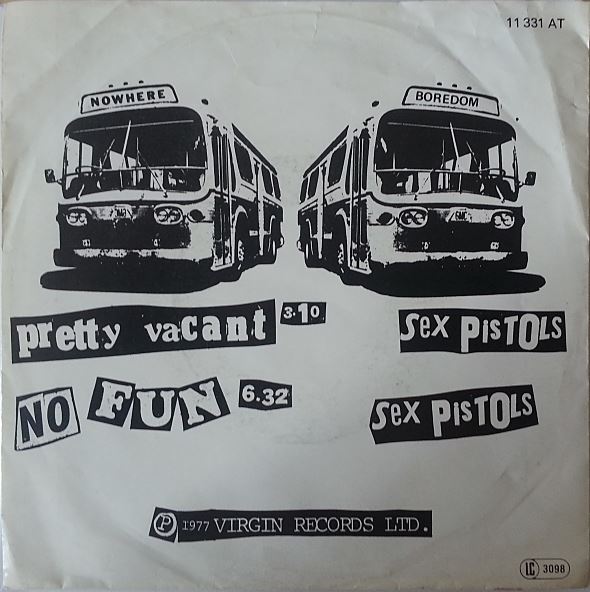 11 331 AT
NOWHERE
BOREDOM
pretty vacant 3.10 Sex PiSTOLS
NO FUN 6.32 Sex PiSTOLS
Ⓟ 1977 VIRGIN RECORDS LTD.
LC 3098